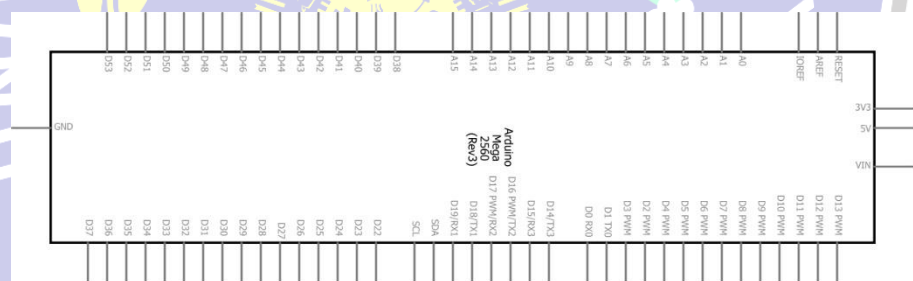 D53
D52
D51
D50
D49
D48
D47
D46
D45
D44
D43
D42
D41
D40
D39
D38
A15
A14
A13
A12
A11
A10
A9
A8
A7
A6
A5
A4
A3
A2
A1
A0
IOREF
AREF
RESET
3V3
5V
VIN
GND
Arduino
Mega
2560
(Rev3)
D37
D36
D35
D34
D33
D32
D31
D30
D29
D28
D27
D26
D25
D24
D23
D22
SCL
SDA
D19/RX1
D18/TX1
D17 PWM/RX2
D16 PWM/TX2
D15/RX3
D14/TX3
D0 RX0
D1 TX0
D3 PWM
D2 PWM
D4 PWM
D5 PWM
D6 PWM
D7 PWM
D8 PWM
D9 PWM
D10 PWM
D11 PWM
D12 PWM
D13 PWM